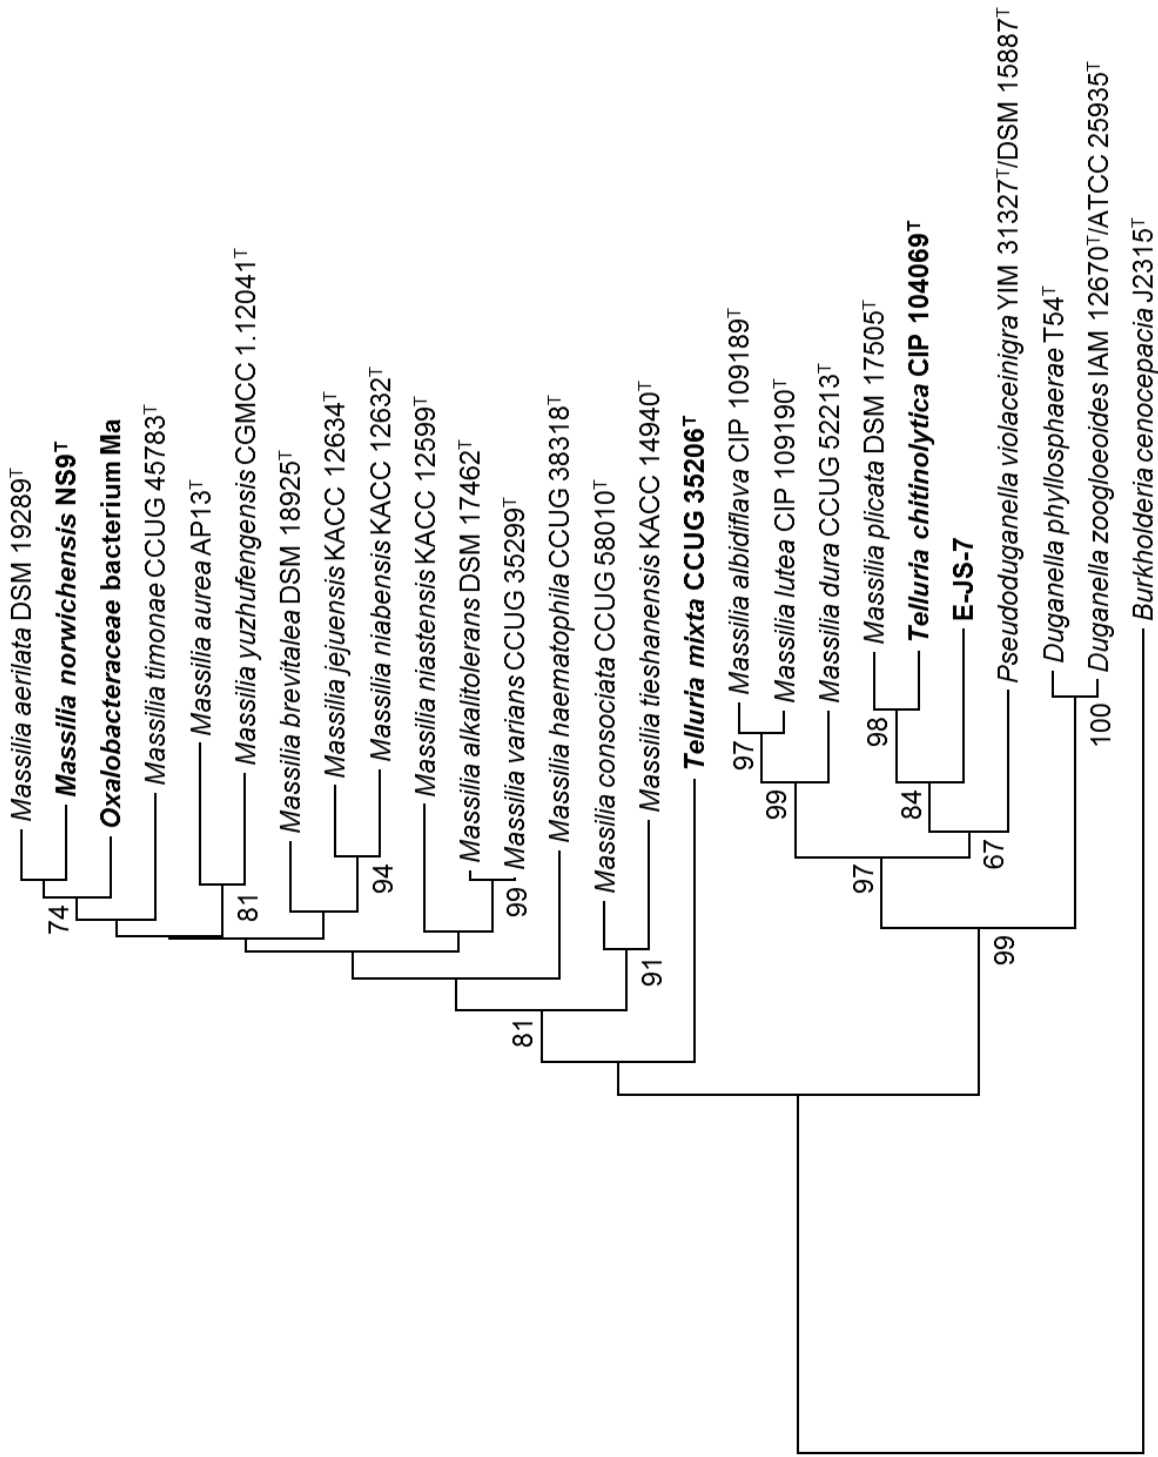 Massilia aerilata DSM 19289ᵀ
Massilia norwichensis NS9ᵀ
Oxalobacteraceae bacterium Ma
Massilia timonae CCUG 45783ᵀ
Massilia aurea AP13ᵀ
Massilia yuzhufengensis CGMCC 1.12041ᵀ
Massilia brevitalea DSM 18925ᵀ
Massilia jejuensis KACC 12634ᵀ
Massilia niabensis KACC 12632ᵀ
Massilia niastensis KACC 12599ᵀ
Massilia alkalitolerans DSM 17462ᵀ
Massilia varians CCUG 35299ᵀ
Massilia haematophila CCUG 38318ᵀ
Massilia consociata CCUG 58010ᵀ
Massilia tieshanensis KACC 14940ᵀ
Telluria mixta CCUG 35206ᵀ
Massilia albidiflava CIP 109189ᵀ
Massilia lutea CIP 109190ᵀ
Massilia dura CCUG 52213ᵀ
Massilia plicata DSM 17505ᵀ
Telluria chitinolytica CIP 104069ᵀ
E-JS-7
Pseudoduganella violaceinigra YIM 31327ᵀ/DSM 15887ᵀ
Duganella phyllosphaerae T54ᵀ
Duganella zoogloeoides IAM 12670ᵀ/ATCC 25935ᵀ
Burkholderia cenocepacia J2315ᵀ
74
81
94
99
91
81
97
99
98
84
67
97
100
99